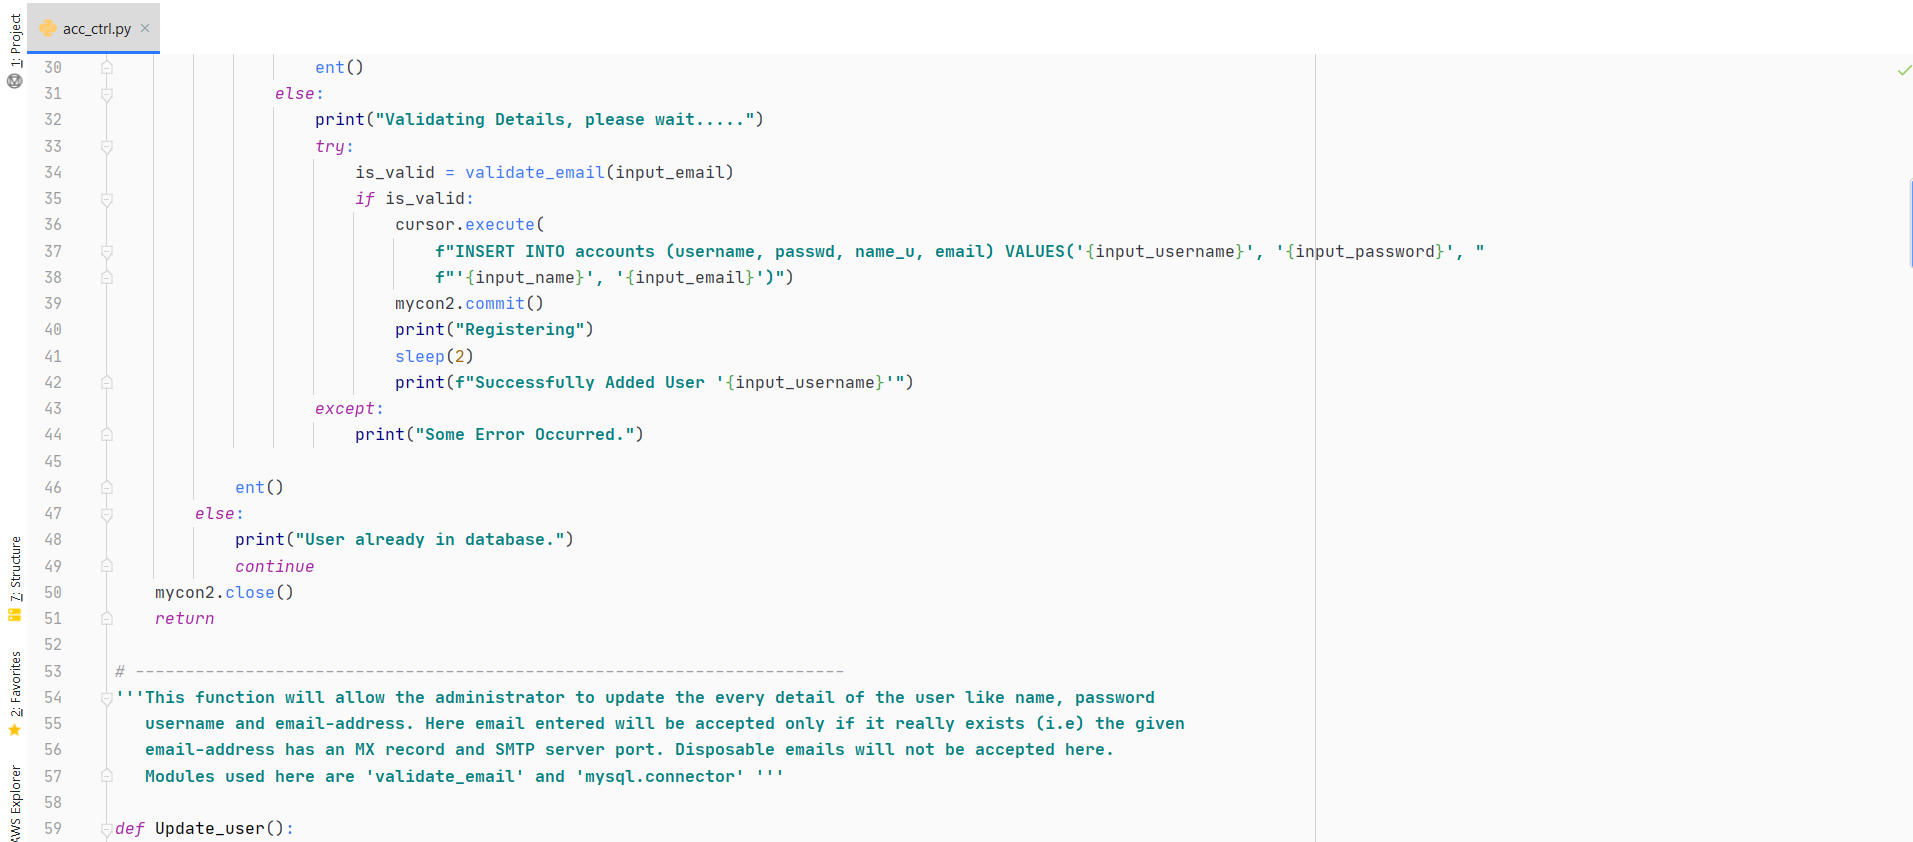 1: Project
acc_ctrl.py
30 ent()
31 else:
32 print("Validating Details, please wait.....")
33 try:
34 is_valid = validate_email(input_email)
35 if is_valid:
36 cursor.execute(
37 f"INSERT INTO accounts (username, passwd, name_u, email) VALUES('{input_username}', '{input_password}', "
38 f"'{input_name}', '{input_email}')")
39 mycon2.commit()
40 print("Registering")
41 sleep(2)
42 print(f"Successfully Added User '{input_username}'")
43 except:
44 print("Some Error Occurred.")
45
46 ent()
47 else:
48 print("User already in database.")
49 continue
50 mycon2.close()
51 return
52
53 # -----------------------------------------------------------------------
54 '''This function will allow the administrator to update the every detail of the user like name, password
55 username and email-address. Here email entered will be accepted only if it really exists (i.e) the given
56 email-address has an MX record and SMTP server port. Disposable emails will not be accepted here.
57 Modules used here are 'validate_email' and 'mysql.connector' '''
58
59 def Update_user():
7: Structure
2: Favorites
AWS Explorer